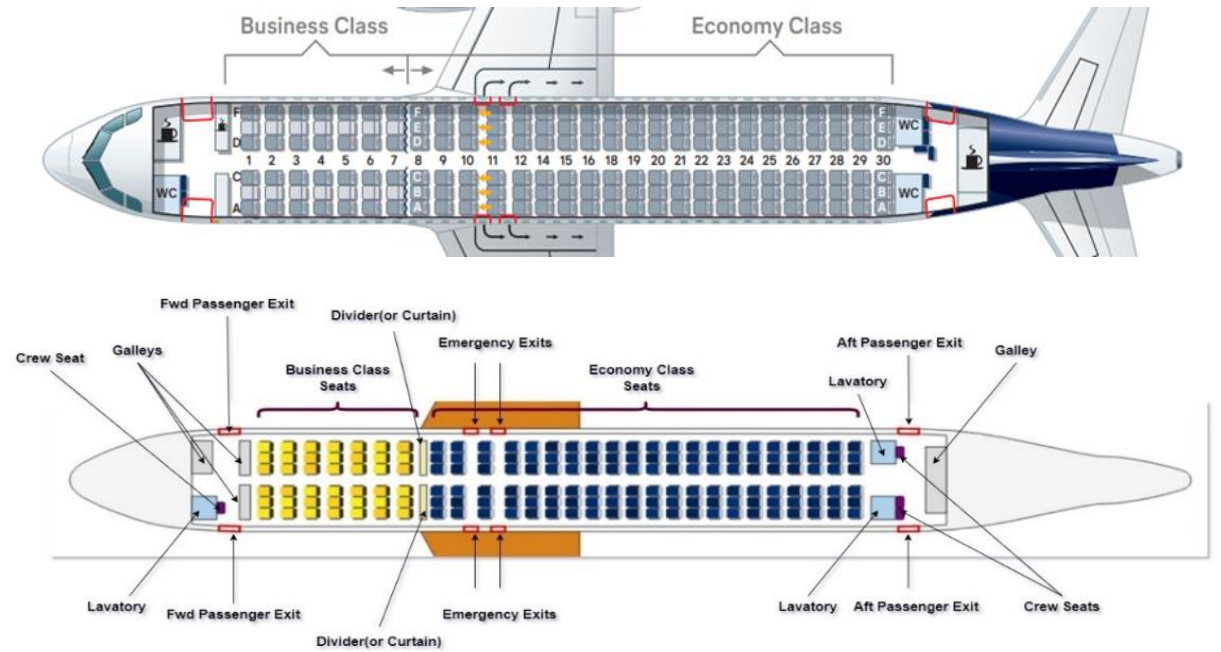 Business Class
Economy Class
F
D
C
A
WC
1 2 3 4 5 6 7 8 9 10 11 12 14 15 16 17 18 19 20 21 22 23 24 25 26 27 28 29 30
F
E
D
C
B
A
F
E
D
C
B
A
WC
WC
Fwd Passenger Exit
Divider(or Curtain)
Emergency Exits
Aft Passenger Exit
Crew Seat
Galleys
Galley
Business Class
Seats
Economy Class
Seats
Lavatory
Lavatory
Fwd Passenger Exit
Divider(or Curtain)
Emergency Exits
Lavatory
Aft Passenger Exit
Crew Seats